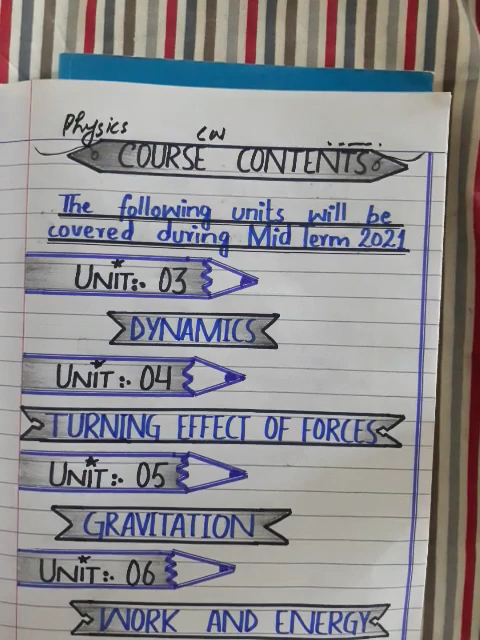 Physics CW
COURSE CONTENTS
The following units will be
covered during Mid Term 2021
UNIT:. 03
DYNAMICS
UNIT:. 04
TURNING EFFECT OF FORCES
UNIT:. 05
GRAVITATION
UNIT:. 06
WORK AND ENERGY